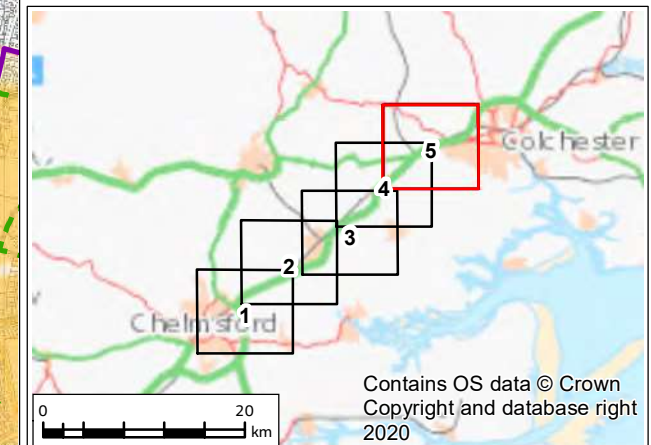 5
Colchester
4
3
2
1
Chelmsford
Contains OS data © Crown
Copyright and database right
2020
0 20
km